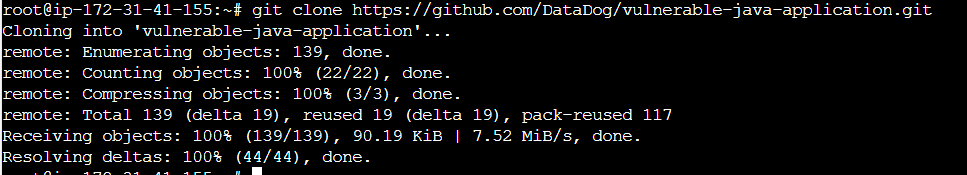 root@ip-172-31-41-155:~# git clone https://github.com/DataDog/vulnerable-java-application.git
Cloning into 'vulnerable-java-application'...
remote: Enumerating objects: 139, done.
remote: Counting objects: 100% (22/22), done.
remote: Compressing objects: 100% (3/3), done.
remote: Total 139 (delta 19), reused 19 (delta 19), pack-reused 117
Receiving objects: 100% (139/139), 90.19 KiB | 7.52 MiB/s, done.
Resolving deltas: 100% (44/44), done.